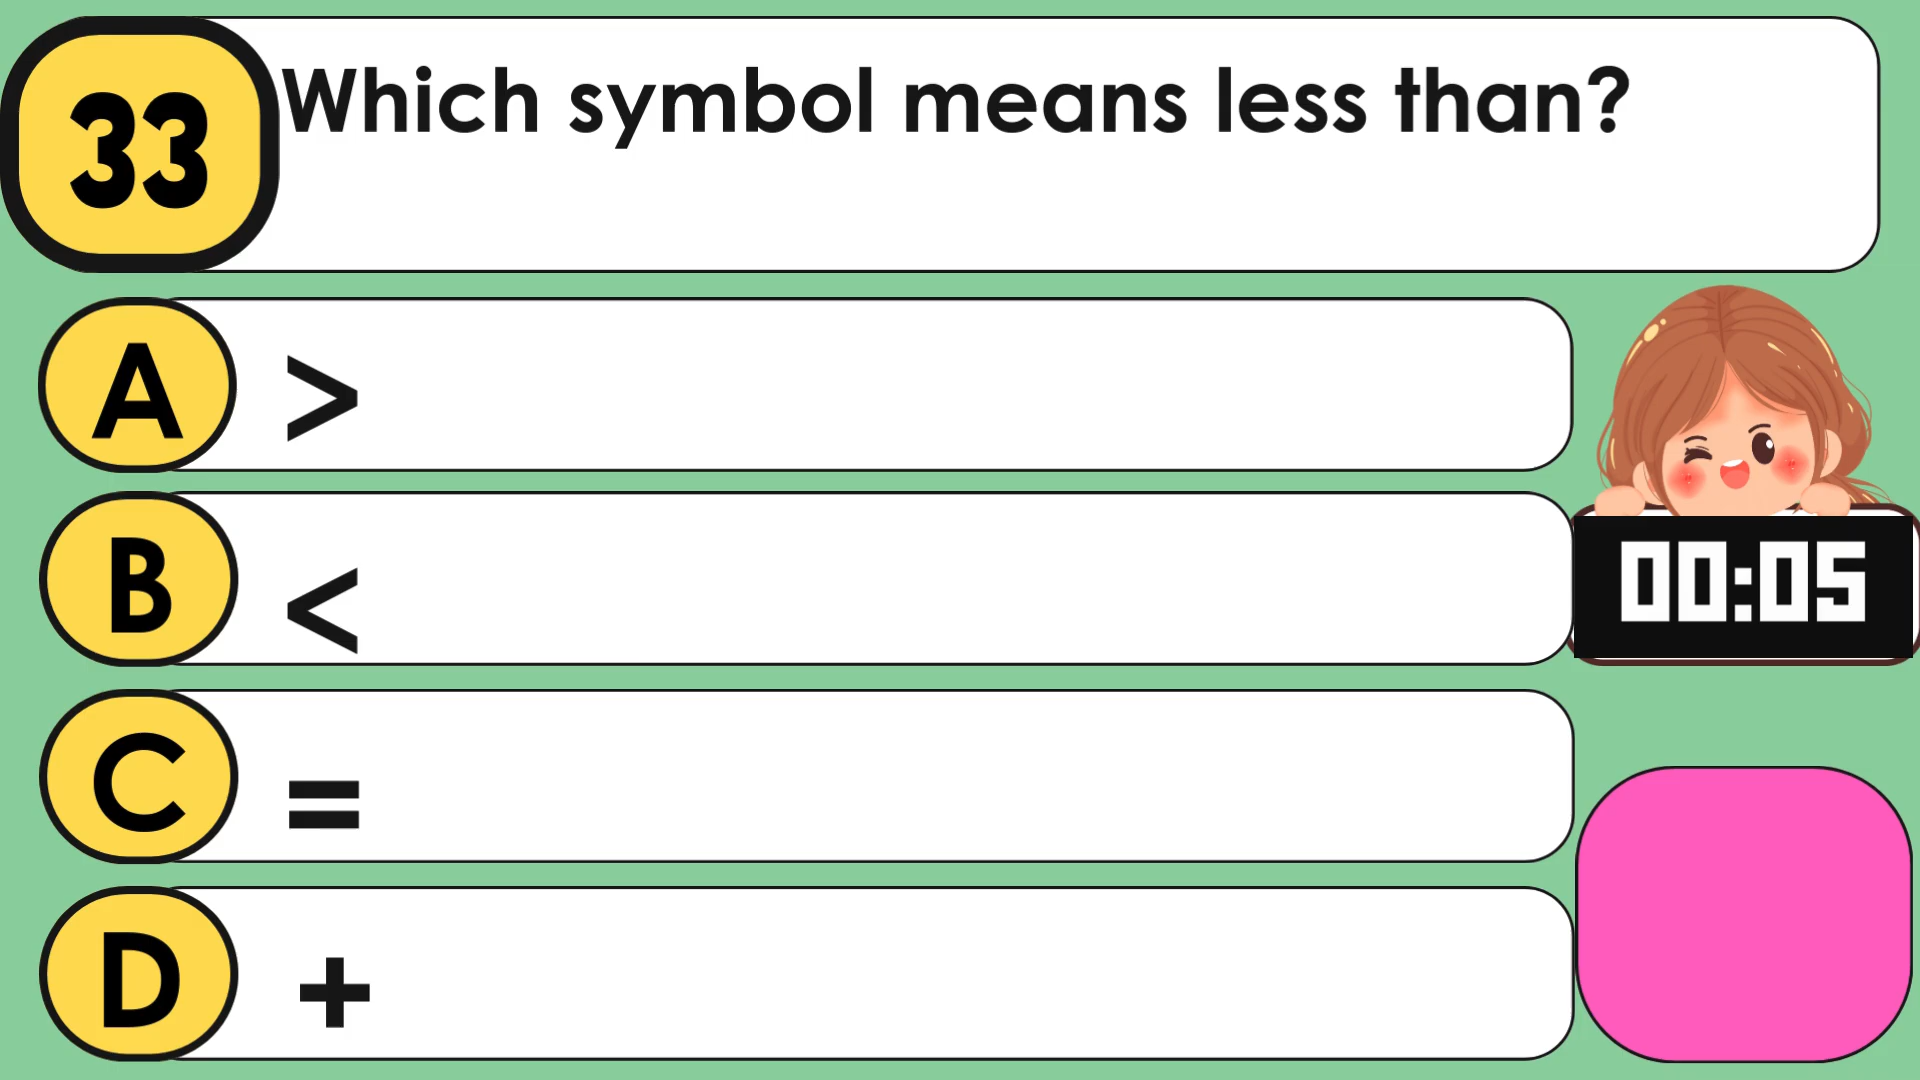 33
Which symbol means less than?
A
>
B
<
00:05
C
=
D
+